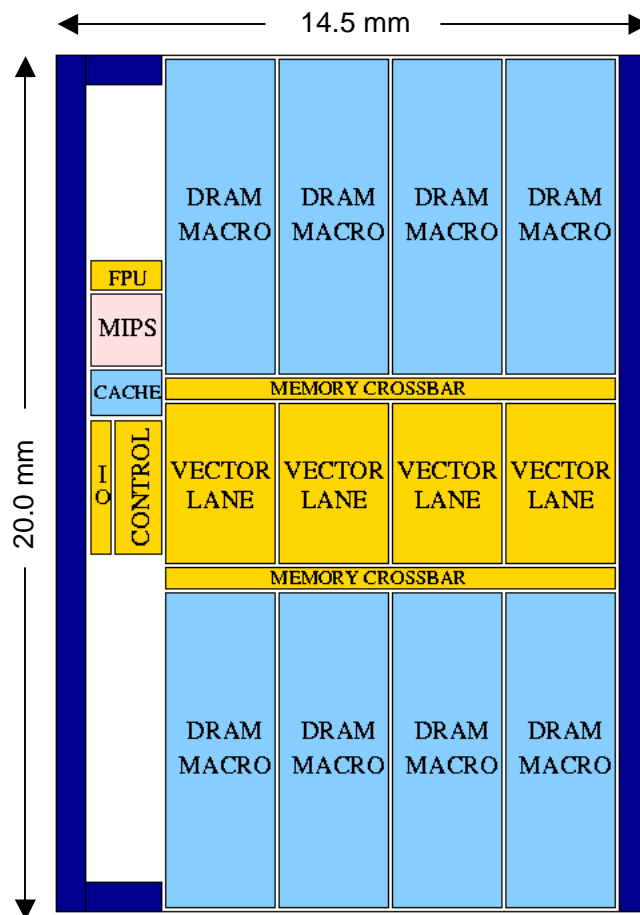 14.5 mm
20.0 mm
DRAM DRAM DRAM DRAM
MACRO MACRO MACRO MACRO
FPU
MIPS
CACHE
MEMORY CROSSBAR
IO
CONTROL
VECTOR VECTOR VECTOR VECTOR
LANE LANE LANE LANE
MEMORY CROSSBAR
DRAM DRAM DRAM DRAM
MACRO MACRO MACRO MACRO